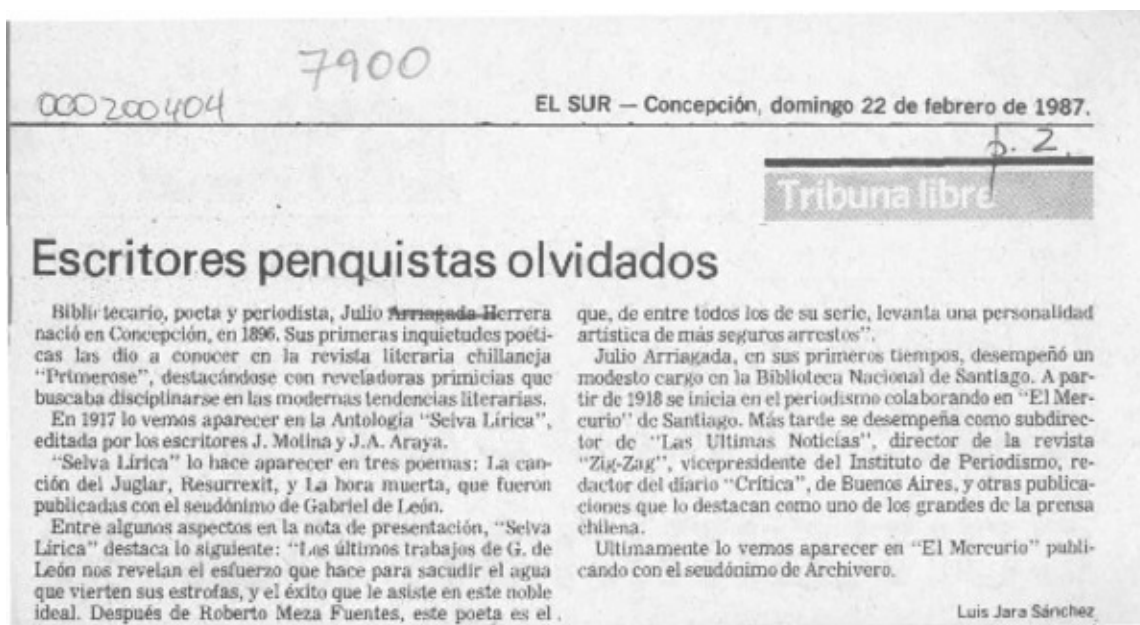 7900
000200404
EL SUR — Concepción, domingo 22 de febrero de 1987.
p. 2.
Tribuna libre
Escritores penquistas olvidados
Bibliotecario, poeta y periodista, Julio Arriagada Herrera
nació en Concepción, en 1896. Sus primeras inquietudes poéti-
cas las dio a conocer en la revista literaria chillaneja
"Primerose", destacándose con reveladoras primicias que
buscaba disciplinarse en las modernas tendencias literarias.
En 1917 lo vemos aparecer en la Antología "Selva Lírica",
editada por los escritores J. Molina y J.A. Araya.
"Selva Lírica" lo hace aparecer en tres poemas: La can-
ción del Juglar, Resurrexit, y La hora muerta, que fueron
publicadas con el seudónimo de Gabriel de León.
Entre algunos aspectos en la nota de presentación, "Selva
Lírica" destaca lo siguiente: "Los últimos trabajos de G. de
León nos revelan el esfuerzo que hace para sacudir el agua
que vierten sus estrofas, y el éxito que le asiste en este noble
ideal. Después de Roberto Meza Fuentes, este poeta es el
que, de entre todos los de su serie, levanta una personalidad
artística de más seguros arrestos".
Julio Arriagada, en sus primeros tiempos, desempeñó un
modesto cargo en la Biblioteca Nacional de Santiago. A par-
tir de 1918 se inicia en el periodismo colaborando en "El Mer-
curio" de Santiago. Más tarde se desempeña como subdirec-
tor de "Las Ultimas Noticias", director de la revista
"Zig-Zag", vicepresidente del Instituto de Periodismo, re-
dactor del diario "Crítica", de Buenos Aires, y otras publica-
ciones que lo destacan como uno de los grandes de la prensa
chilena.
Ultimamente lo vemos aparecer en "El Mercurio" publi-
cando con el seudónimo de Archivero.
Luis Jara Sánchez